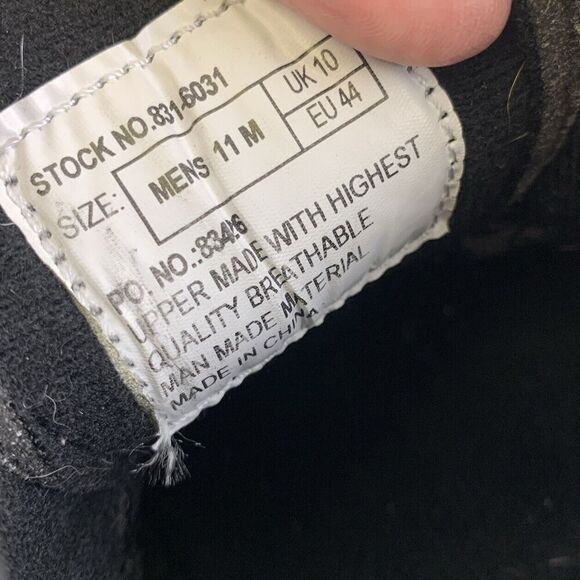 STOCK NO.:831-6031
SIZE: MENS 11 M UK 10
EU 44
PO NO.:8346
UPPER MADE WITH HIGHEST
QUALITY BREATHABLE
MAN MADE MATERIAL
MADE IN CHINA